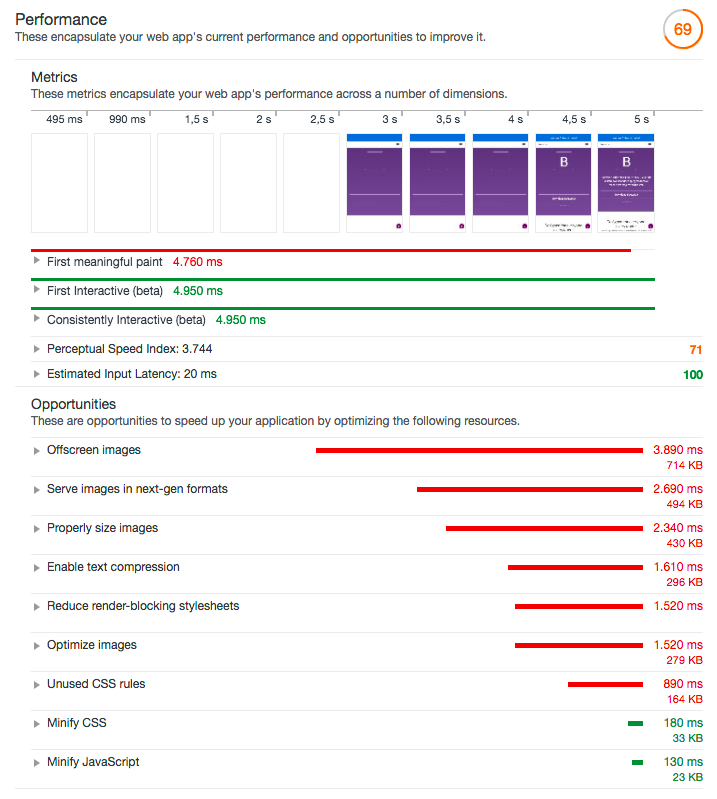 Performance
These encapsulate your web app's current performance and opportunities to improve it.
69
Metrics
These metrics encapsulate your web app's performance across a number of dimensions.
495 ms 990 ms 1,5 s 2 s 2,5 s 3 s 3,5 s 4 s 4,5 s 5 s
B B
First meaningful paint 4.760 ms
First Interactive (beta) 4.950 ms
Consistently Interactive (beta) 4.950 ms
Perceptual Speed Index: 3.744 71
Estimated Input Latency: 20 ms 100
Opportunities
These are opportunities to speed up your application by optimizing the following resources.
Offscreen images 3.890 ms
714 KB
Serve images in next-gen formats 2.690 ms
494 KB
Properly size images 2.340 ms
430 KB
Enable text compression 1.610 ms
296 KB
Reduce render-blocking stylesheets 1.520 ms
Optimize images 1.520 ms
279 KB
Unused CSS rules 890 ms
164 KB
Minify CSS 180 ms
33 KB
Minify JavaScript 130 ms
23 KB